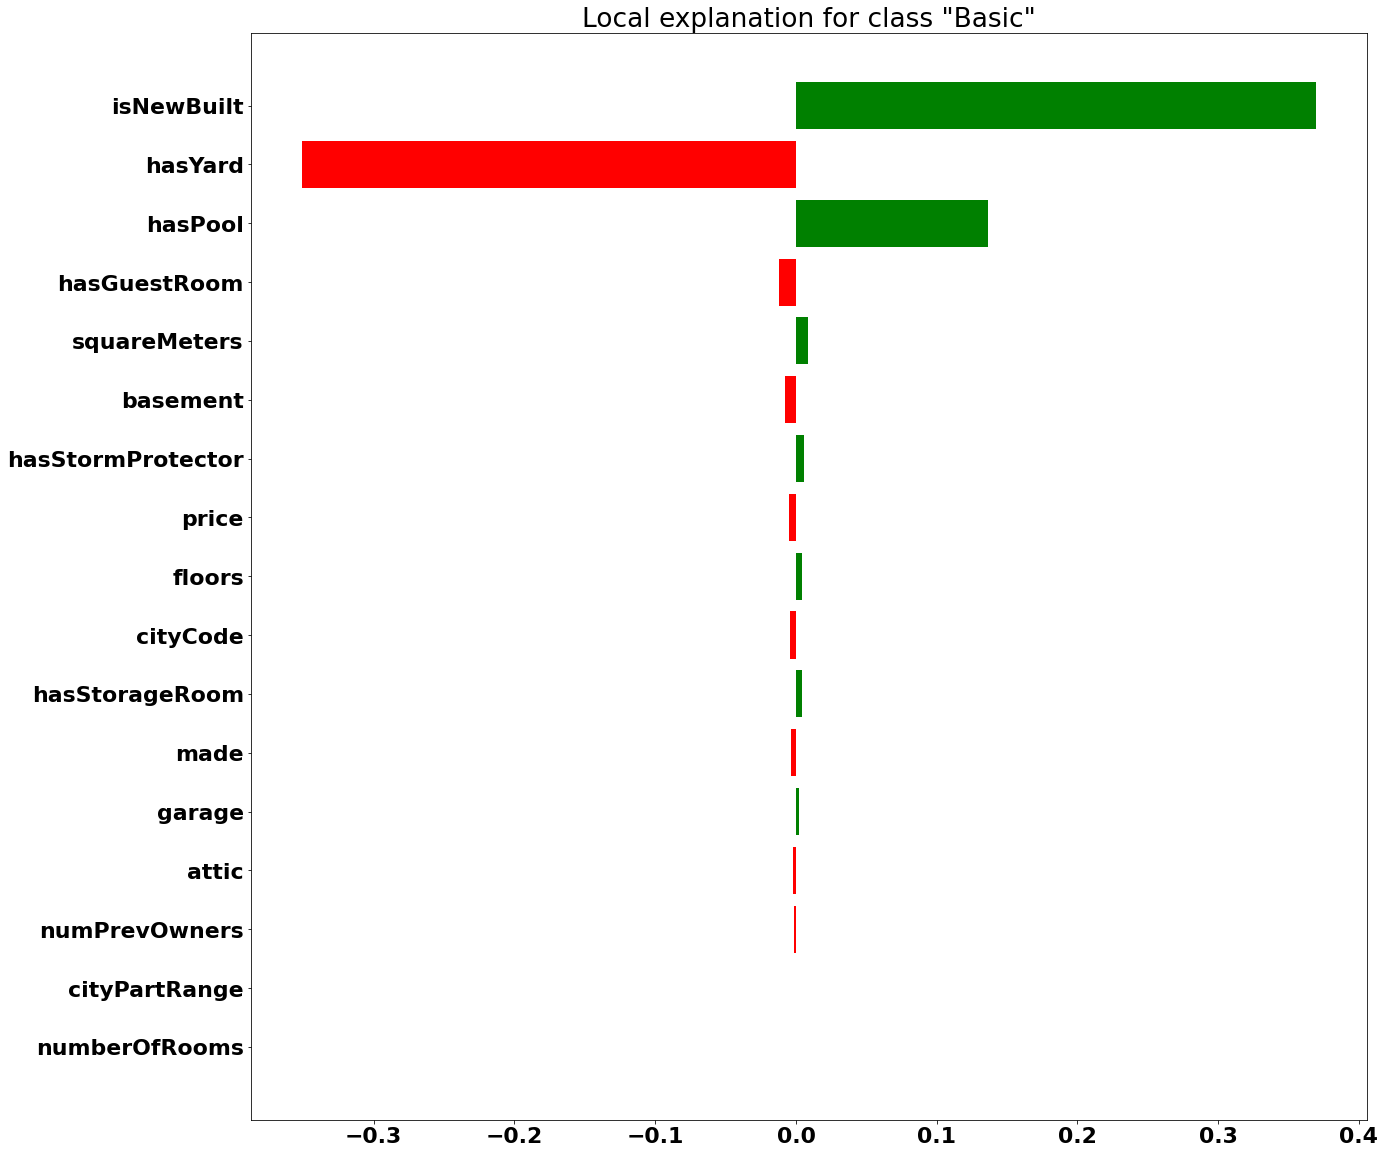 Local explanation for class "Basic"
isNewBuilt
hasYard
hasPool
hasGuestRoom
squareMeters
basement
hasStormProtector
price
floors
cityCode
hasStorageRoom
made
garage
attic
numPrevOwners
cityPartRange
numberOfRooms
−0.3 −0.2 −0.1 0.0 0.1 0.2 0.3 0.4